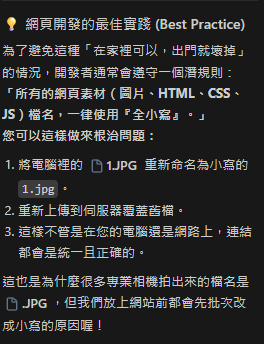 💡 網頁開發的最佳實踐 (Best Practice)
為了避免這種「在家裡可以，出門就壞掉」
的情況，開發者通常會遵守一個潛規則：
「所有的網頁素材（圖片、HTML、CSS、
JS）檔名，一律使用『全小寫』。」
您可以這樣做來根治問題：
1. 將電腦裡的 1.JPG 重新命名為小寫的
1.jpg 。
2. 重新上傳到伺服器覆蓋舊檔。
3. 這樣不管是在您的電腦還是網路上，連結
都會是統一且正確的。
這也是為什麼很多專業相機拍出來的檔名是
.JPG ，但我們放上網站前都會先批次改
成小寫的原因喔！